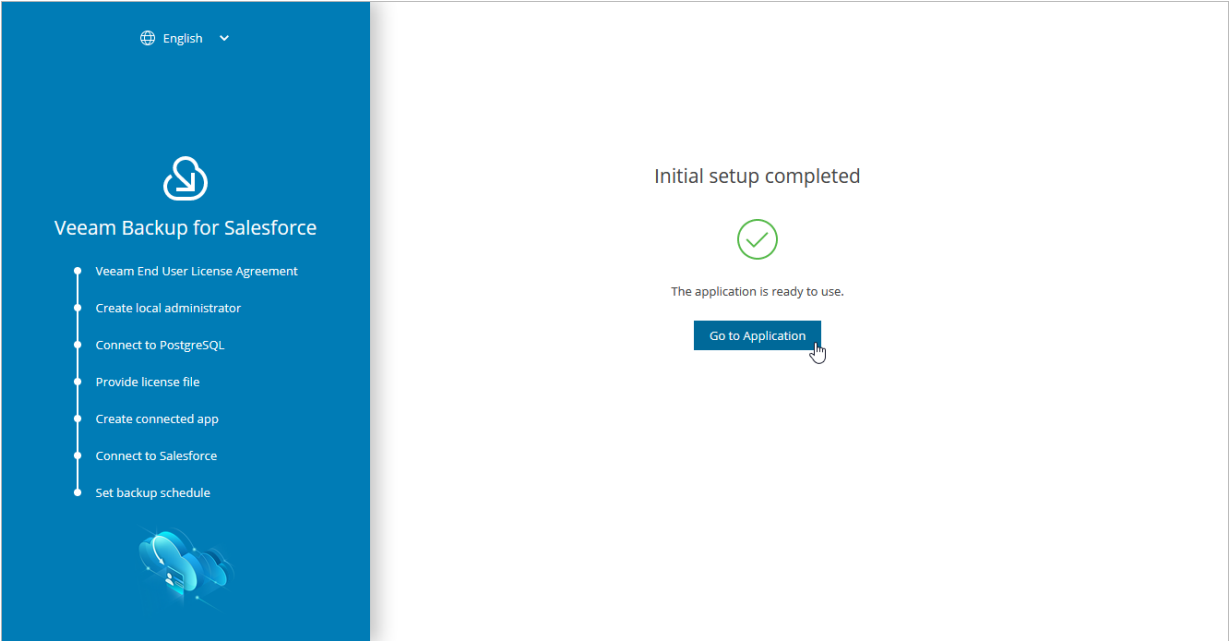 English
Veeam Backup for Salesforce
Veeam End User License Agreement
Create local administrator
Connect to PostgreSQL
Provide license file
Create connected app
Connect to Salesforce
Set backup schedule
Initial setup completed
The application is ready to use.
Go to Application